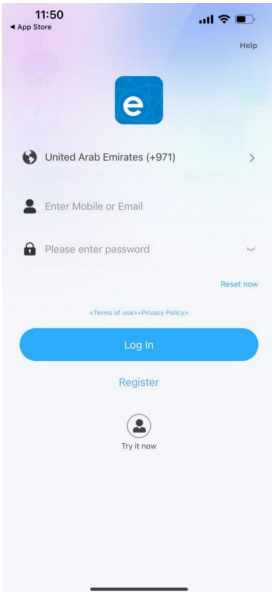 11:50
◄ App Store
Help
e
United Arab Emirates (+971)
Enter Mobile or Email
Please enter password
Reset now
<Terms of use><Privacy Policy>
Log In
Register
Try it now